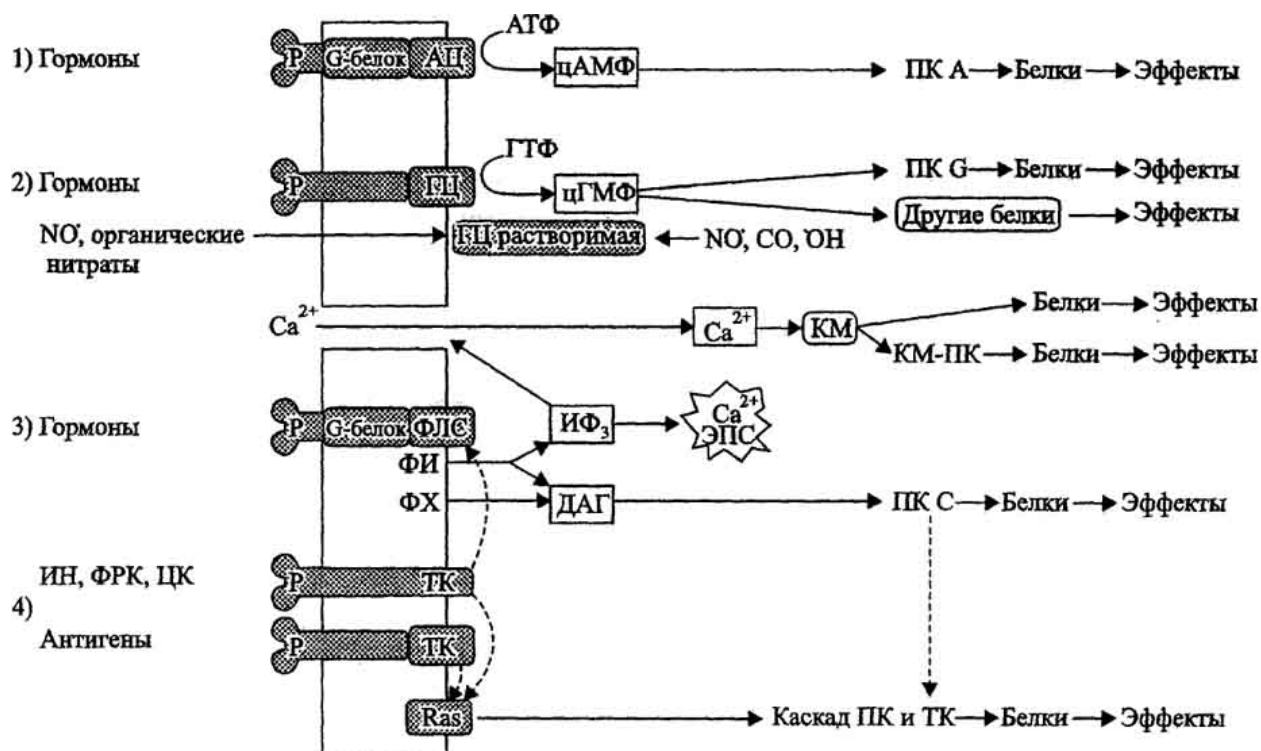 АТФ
1) Гормоны Р G-белок АЦ цАМФ ПК А Белки Эффекты
ГТФ
2) Гормоны Р ГЦ цГМФ ПК G Белки Эффекты
Другие белки Эффекты
NO, органические нитраты ГЦ растворимая NO, CO, OH
Ca2+ Ca2+ КМ Белки Эффекты
КМ-ПК Белки Эффекты
3) Гормоны Р G-белок ФЛС ИФ3 Ca2+ ЭПС
ФИ
ФХ ДАГ ПК С Белки Эффекты
ИН, ФРК, ЦК Р ТК
4)
Антигены Р ТК
Ras Каскад ПК и ТК Белки Эффекты